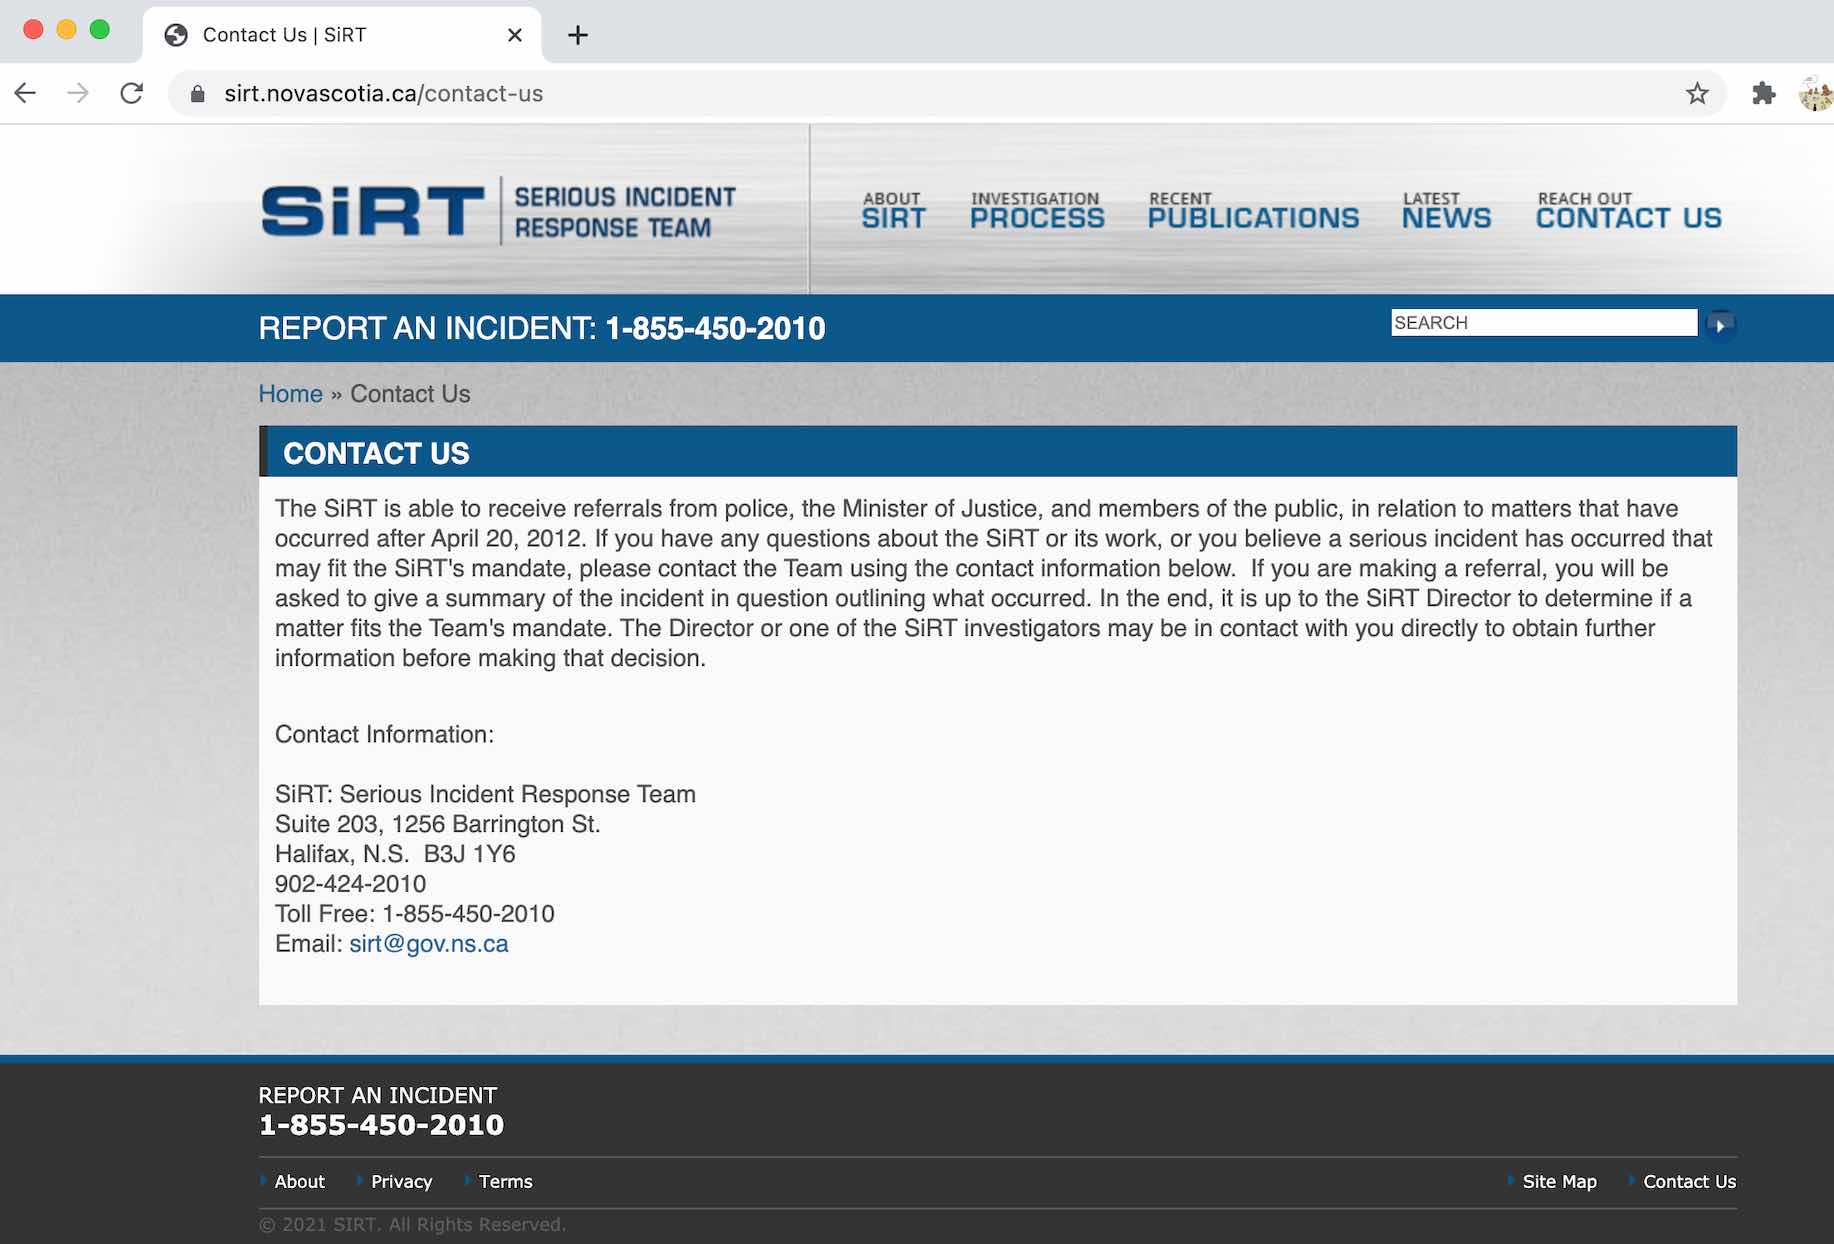 Contact Us | SiRT
sirt.novascotia.ca/contact-us
SiRT
SERIOUS INCIDENT
RESPONSE TEAM
ABOUT
SIRT
INVESTIGATION
PROCESS
RECENT
PUBLICATIONS
LATEST
NEWS
REACH OUT
CONTACT US
REPORT AN INCIDENT: 1-855-450-2010
SEARCH
Home » Contact Us
CONTACT US
The SiRT is able to receive referrals from police, the Minister of Justice, and members of the public, in relation to matters that have
occurred after April 20, 2012. If you have any questions about the SiRT or its work, or you believe a serious incident has occurred that
may fit the SiRT's mandate, please contact the Team using the contact information below.  If you are making a referral, you will be
asked to give a summary of the incident in question outlining what occurred. In the end, it is up to the SiRT Director to determine if a
matter fits the Team's mandate. The Director or one of the SiRT investigators may be in contact with you directly to obtain further
information before making that decision.
Contact Information:
SiRT: Serious Incident Response Team
Suite 203, 1256 Barrington St.
Halifax, N.S.  B3J 1Y6
902-424-2010
Toll Free: 1-855-450-2010
Email: sirt@gov.ns.ca
REPORT AN INCIDENT
1-855-450-2010
About
Privacy
Terms
Site Map
Contact Us
© 2021 SIRT. All Rights Reserved.